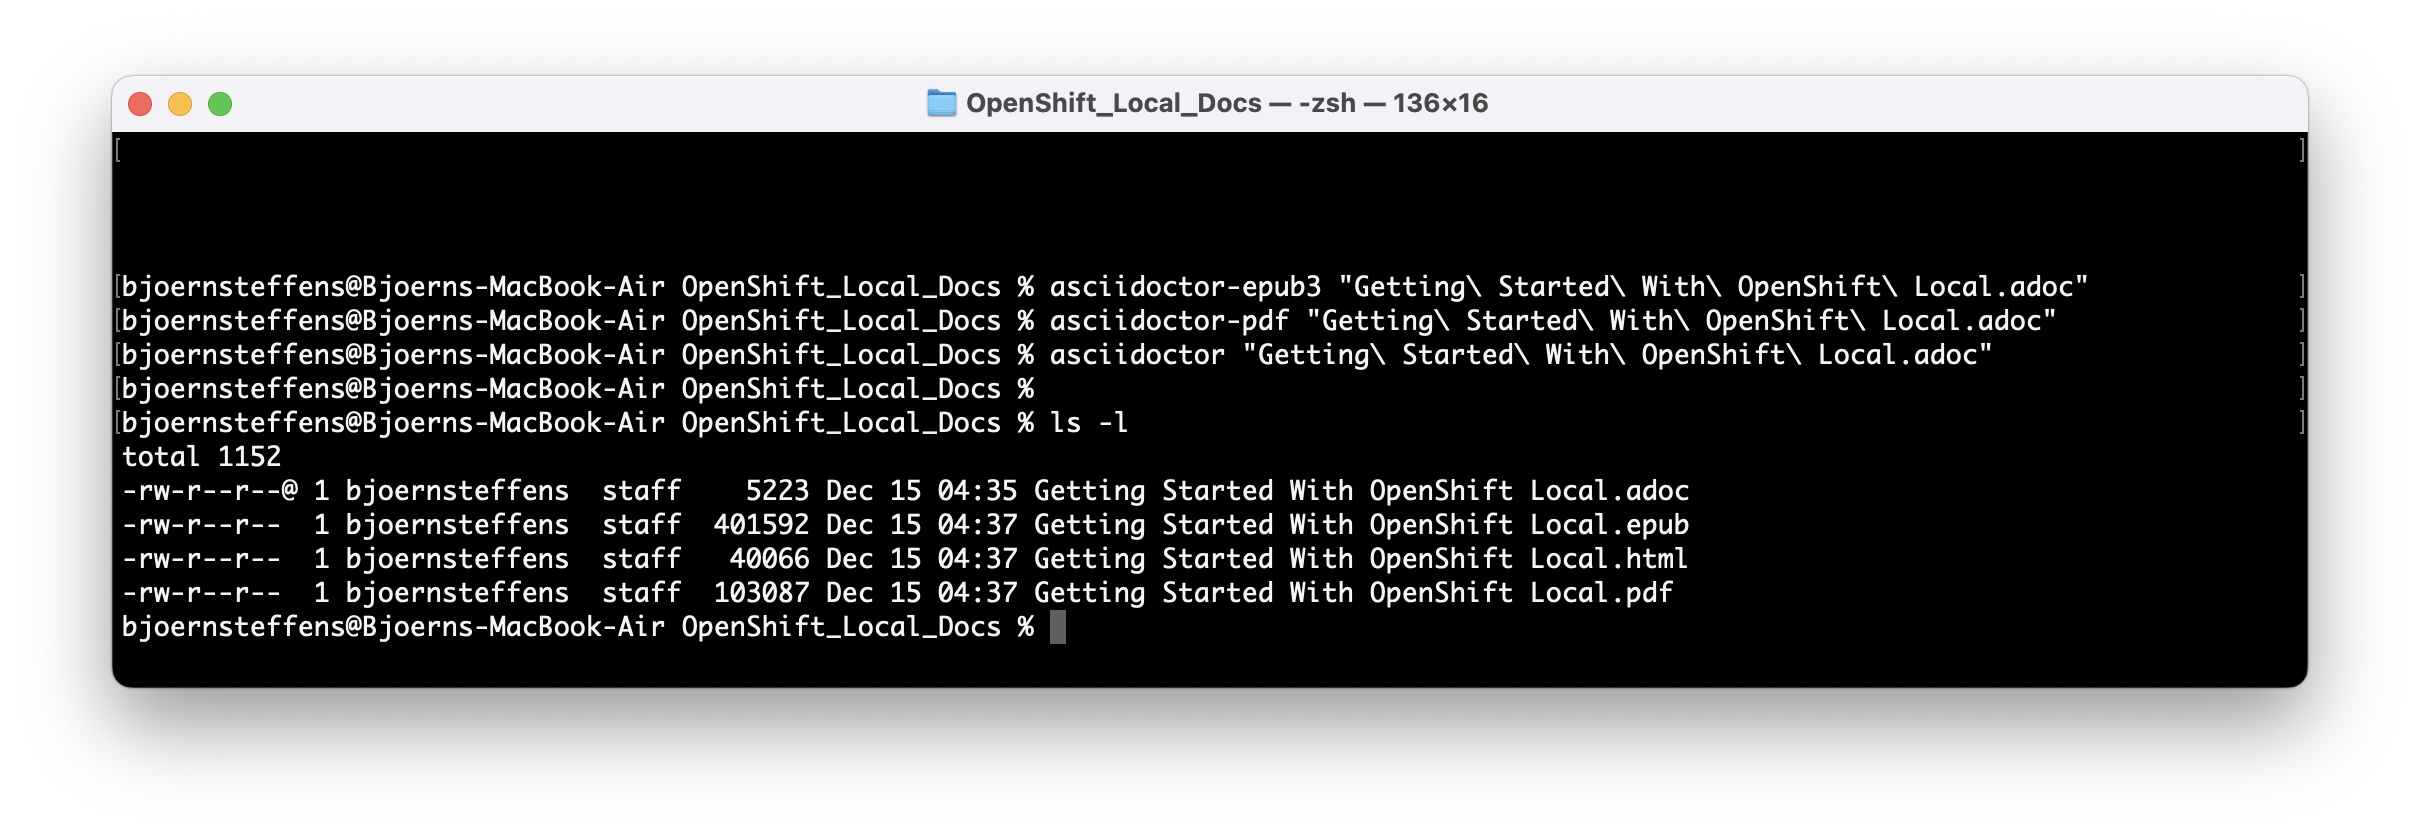 OpenShift_Local_Docs — -zsh — 136×16
[ ]
[bjoernsteffens@Bjoerns-MacBook-Air OpenShift_Local_Docs % asciidoctor-epub3 "Getting\ Started\ With\ OpenShift\ Local.adoc" ]
[bjoernsteffens@Bjoerns-MacBook-Air OpenShift_Local_Docs % asciidoctor-pdf "Getting\ Started\ With\ OpenShift\ Local.adoc" ]
[bjoernsteffens@Bjoerns-MacBook-Air OpenShift_Local_Docs % asciidoctor "Getting\ Started\ With\ OpenShift\ Local.adoc" ]
[bjoernsteffens@Bjoerns-MacBook-Air OpenShift_Local_Docs % ]
[bjoernsteffens@Bjoerns-MacBook-Air OpenShift_Local_Docs % ls -l ]
total 1152
-rw-r--r--@ 1 bjoernsteffens  staff    5223 Dec 15 04:35 Getting Started With OpenShift Local.adoc
-rw-r--r--  1 bjoernsteffens  staff  401592 Dec 15 04:37 Getting Started With OpenShift Local.epub
-rw-r--r--  1 bjoernsteffens  staff   40066 Dec 15 04:37 Getting Started With OpenShift Local.html
-rw-r--r--  1 bjoernsteffens  staff  103087 Dec 15 04:37 Getting Started With OpenShift Local.pdf
bjoernsteffens@Bjoerns-MacBook-Air OpenShift_Local_Docs %